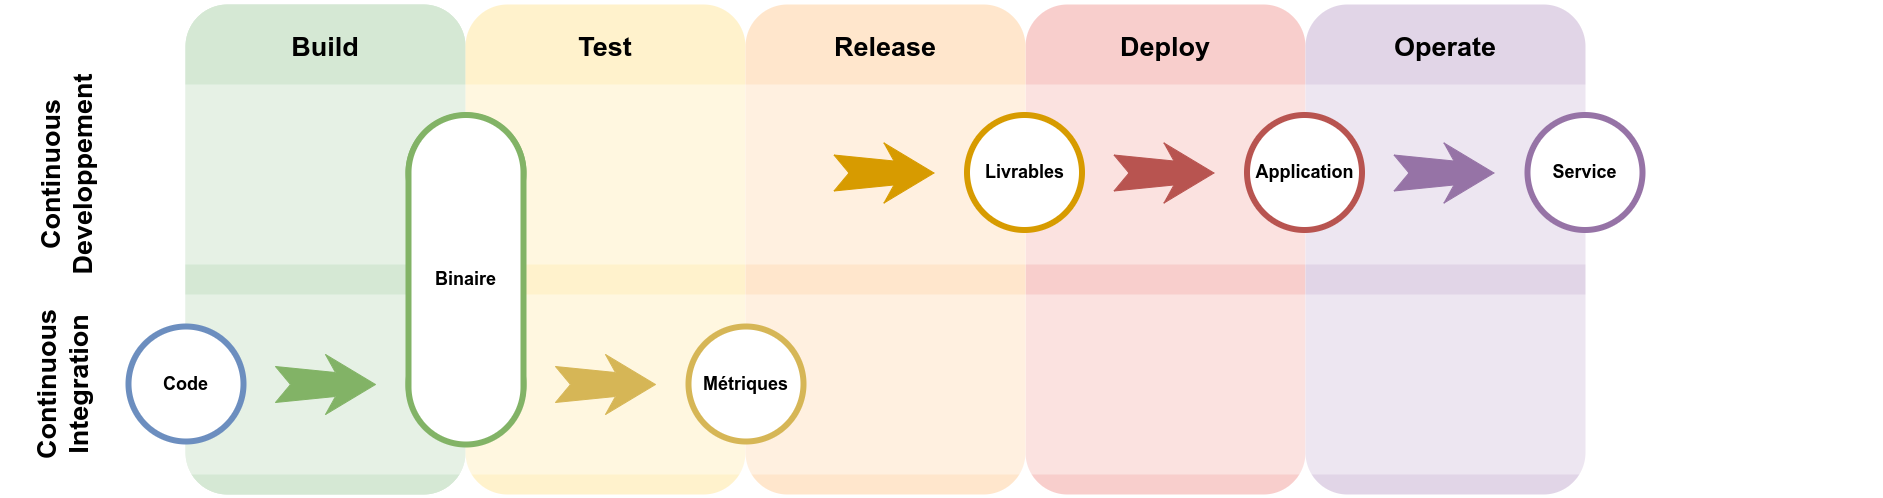 Build
Test
Release
Deploy
Operate
Continuous
Developpement
Livrables
Application
Service
Binaire
Continuous
Integration
Code
Métriques